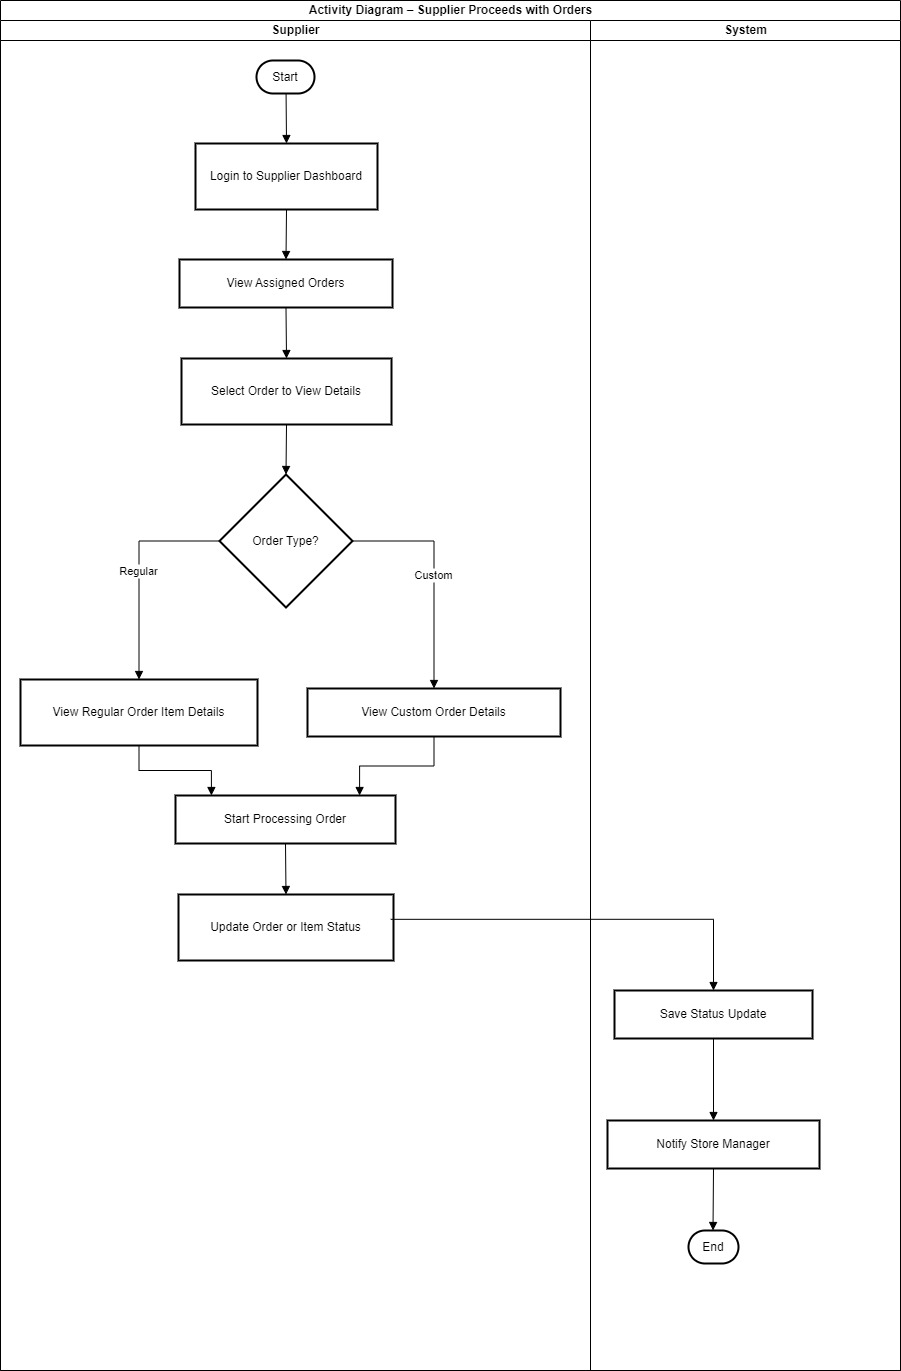 Activity Diagram – Supplier Proceeds with Orders
Supplier
System
Start
Login to Supplier Dashboard
View Assigned Orders
Select Order to View Details
Order Type?
Regular
Custom
View Regular Order Item Details
View Custom Order Details
Start Processing Order
Update Order or Item Status
Save Status Update
Notify Store Manager
End